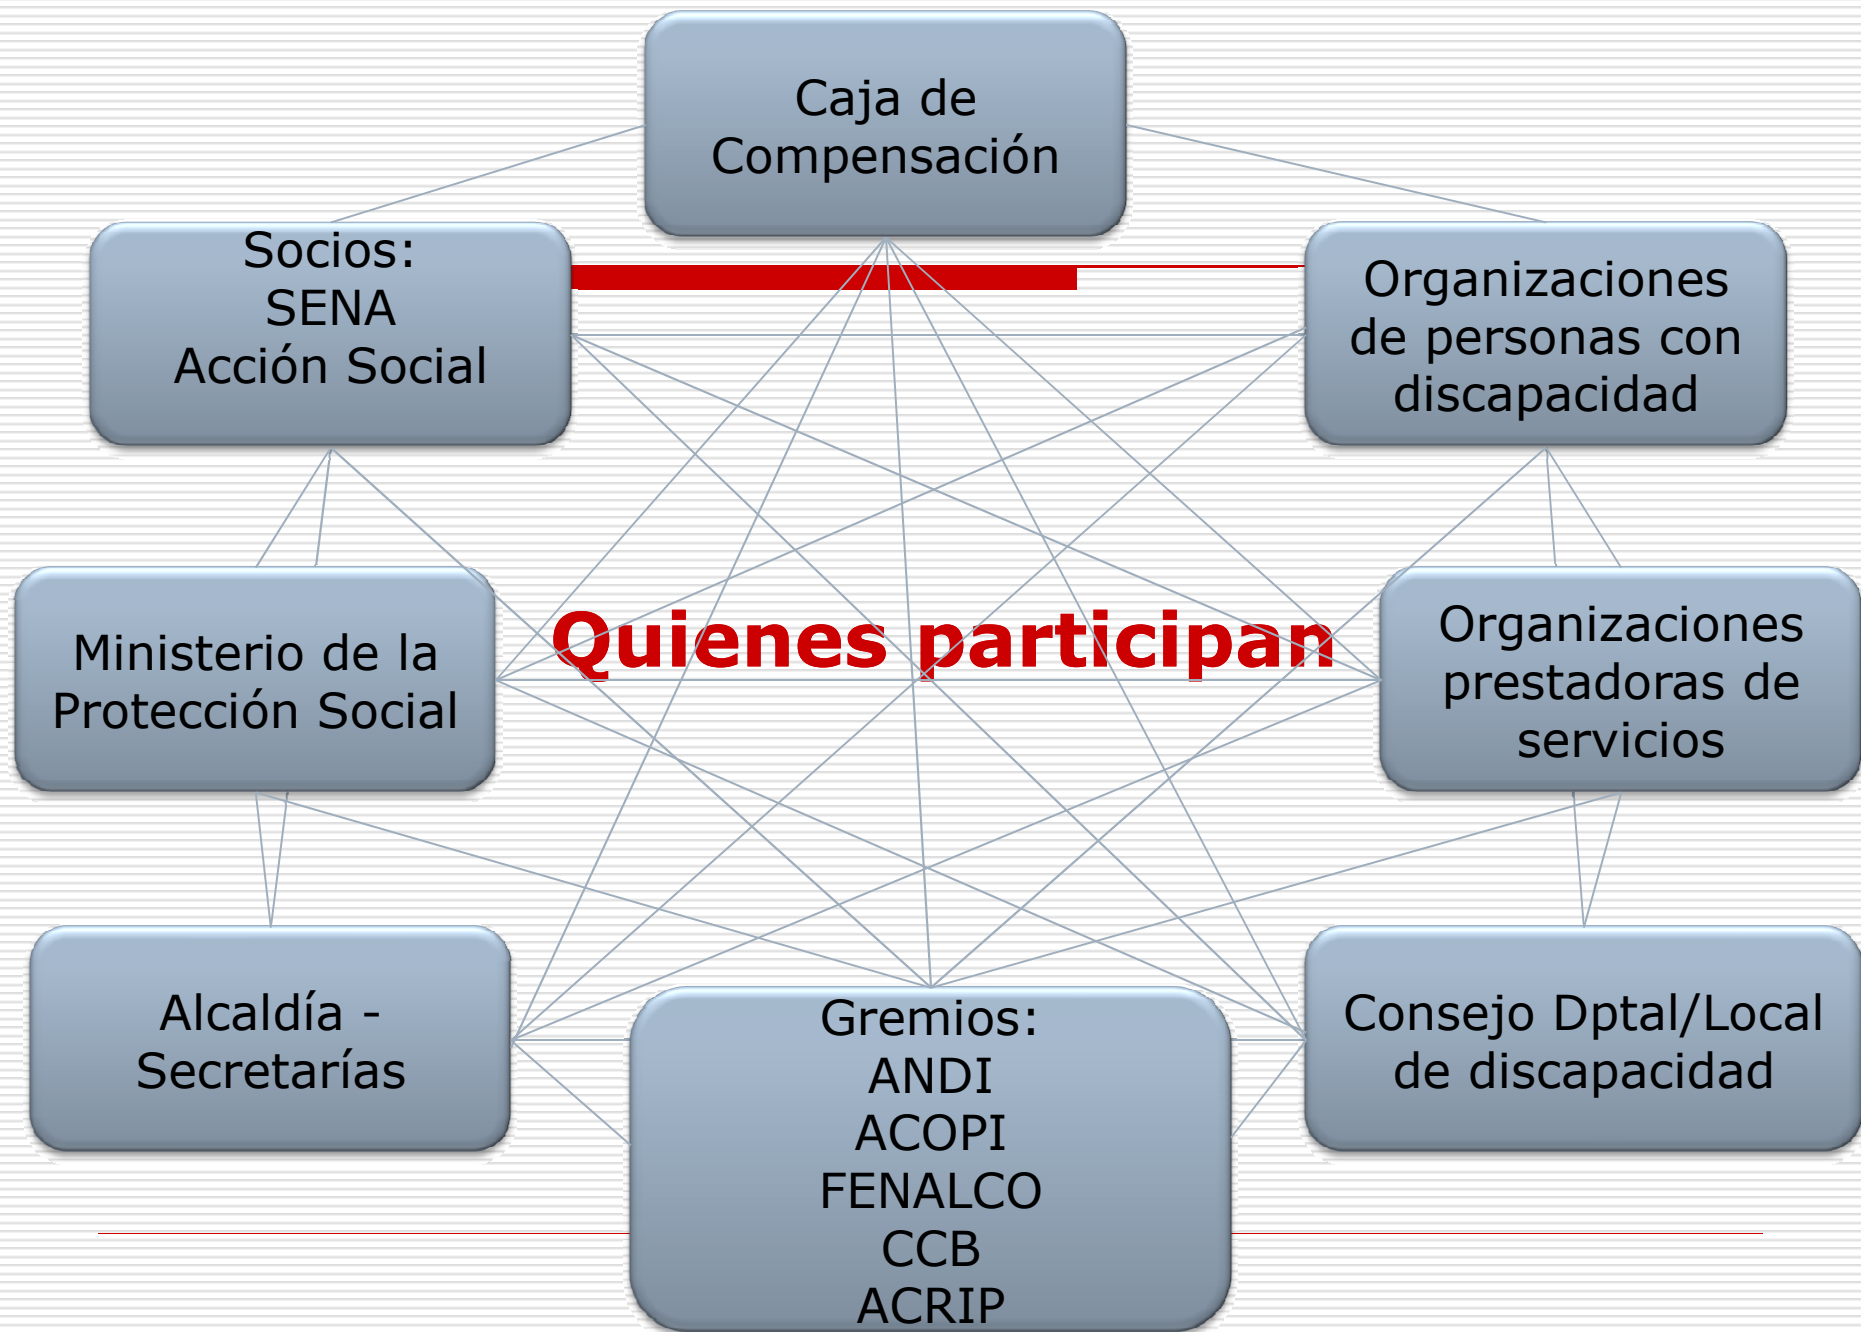 Caja de
Compensación
Socios:
SENA
Acción Social
Organizaciones
de personas con
discapacidad
Quienes participan
Ministerio de la
Protección Social
Organizaciones
prestadoras de
servicios
Alcaldía -
Secretarías
Gremios:
ANDI
ACOPI
FENALCO
CCB
ACRIP
Consejo Dptal/Local
de discapacidad